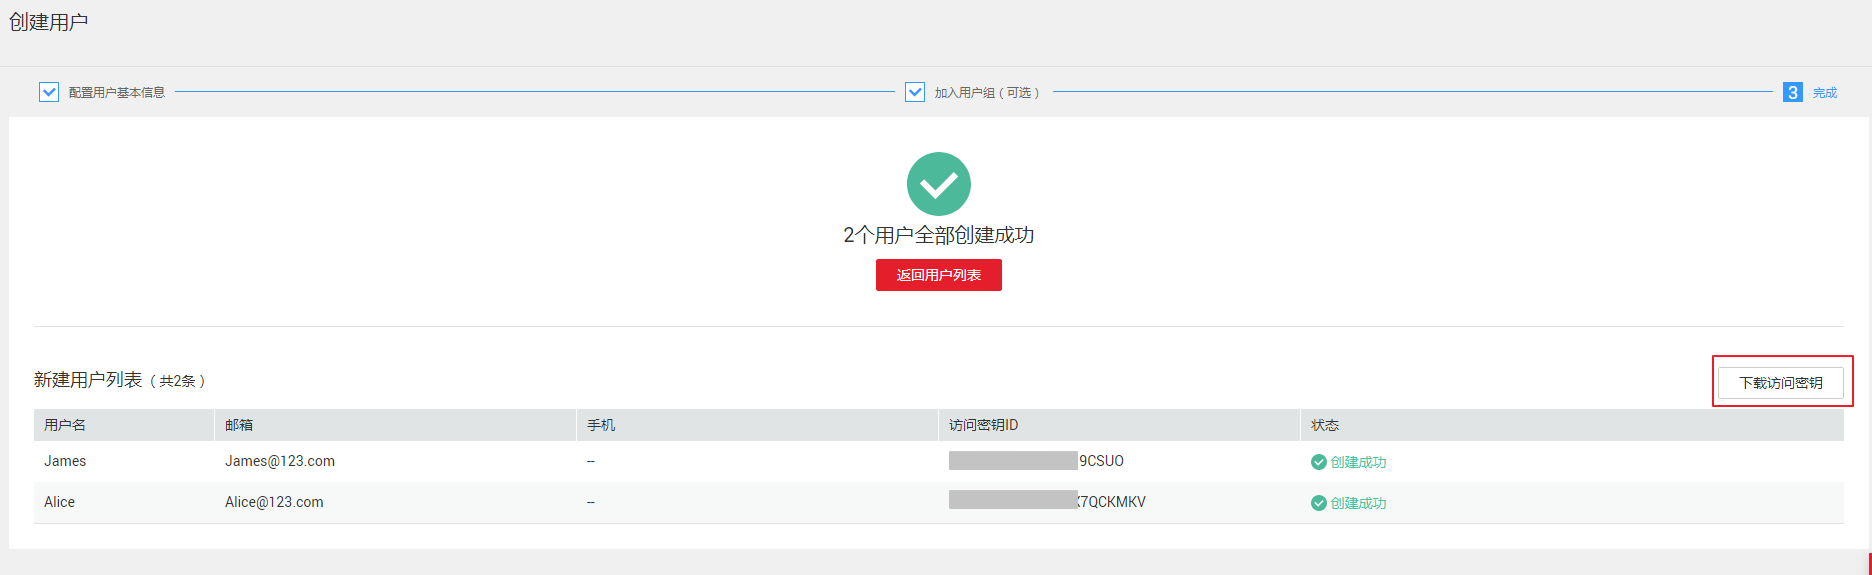 创建用户
配置用户基本信息 加入用户组（可选） 3 完成
2个用户全部创建成功
返回用户列表
新建用户列表（共2条） 下载访问密钥
用户名 邮箱 手机 访问密钥ID 状态
James James@123.com -- 9CSUO 创建成功
Alice Alice@123.com -- 7QCKMKV 创建成功